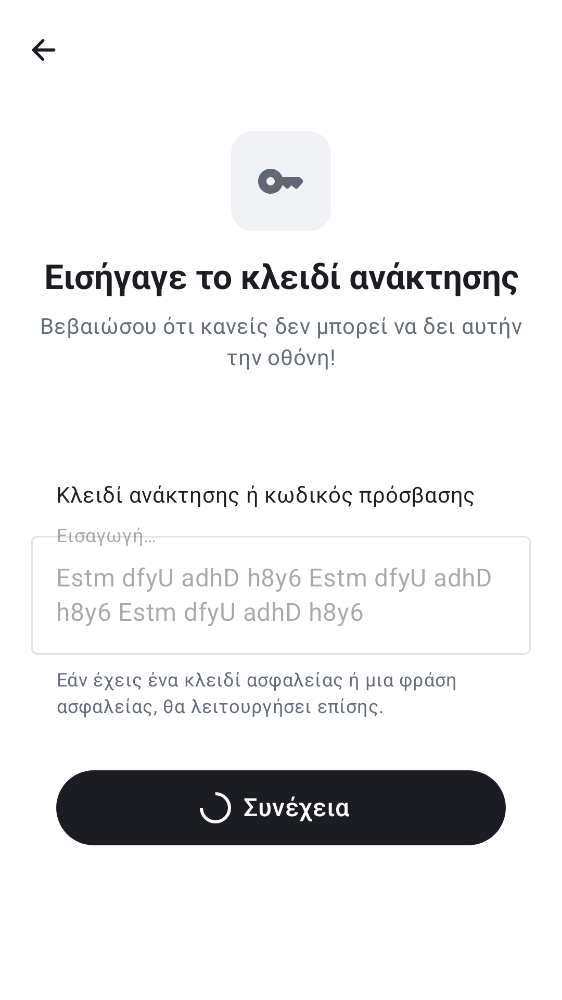 Εισήγαγε το κλειδί ανάκτησης
Βεβαιώσου ότι κανείς δεν μπορεί να δει αυτήν
την οθόνη!
Κλειδί ανάκτησης ή κωδικός πρόσβασης
Εισαγωγή…
Estm dfyU adhD h8y6 Estm dfyU adhD
h8y6 Estm dfyU adhD h8y6
Εάν έχεις ένα κλειδί ασφαλείας ή μια φράση
ασφαλείας, θα λειτουργήσει επίσης.
Συνέχεια